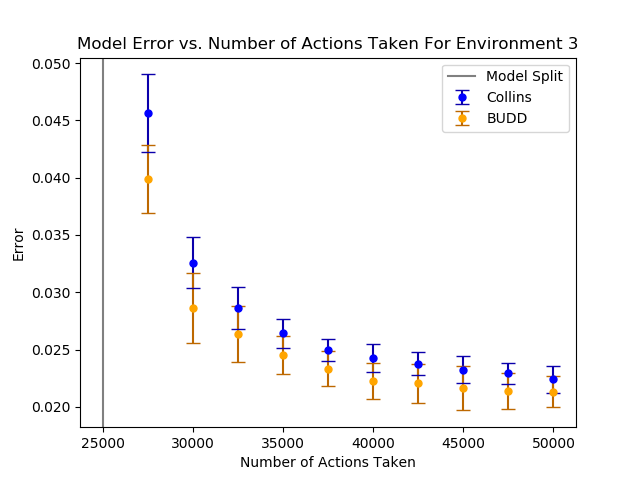 Model Error vs. Number of Actions Taken For Environment 3
Model Split
Collins
BUDD
Error
0.050
0.045
0.040
0.035
0.030
0.025
0.020
25000 30000 35000 40000 45000 50000
Number of Actions Taken